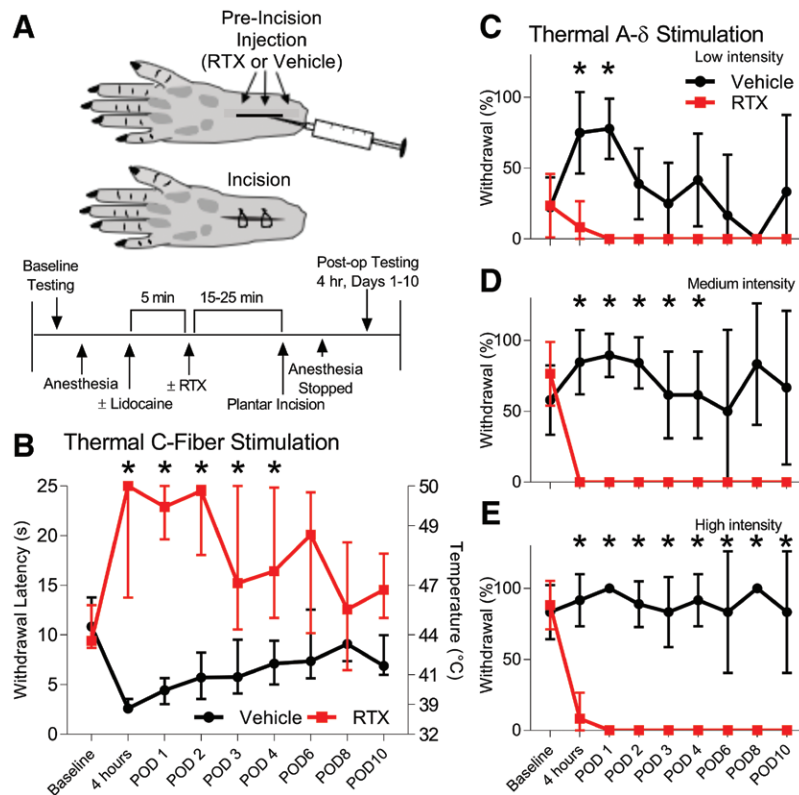 A
Pre-Incision
Injection
(RTX or Vehicle)
Incision
Baseline
Testing
Post-op Testing
4 hr, Days 1-10
5 min
15-25 min
Anesthesia
± Lidocaine
± RTX
Plantar Incision
Anesthesia
Stopped
B
Thermal C-Fiber Stimulation
* * * * *
Withdrawal Latency (s)
25
20
15
10
5
0
50
49
47
44
41
39
32
Temperature (°C)
Vehicle
RTX
Baseline
4 hours
POD 1
POD 2
POD 3
POD 4
POD6
POD8
POD10
C
Thermal A-δ Stimulation
Low intensity
* *
Vehicle
RTX
Withdrawal (%)
100
50
0
D
Medium intensity
* * * * *
Withdrawal (%)
100
50
0
E
High intensity
* * * * * * * *
Withdrawal (%)
100
50
0
Baseline
4 hours
POD 1
POD 2
POD 3
POD 4
POD6
POD8
POD10